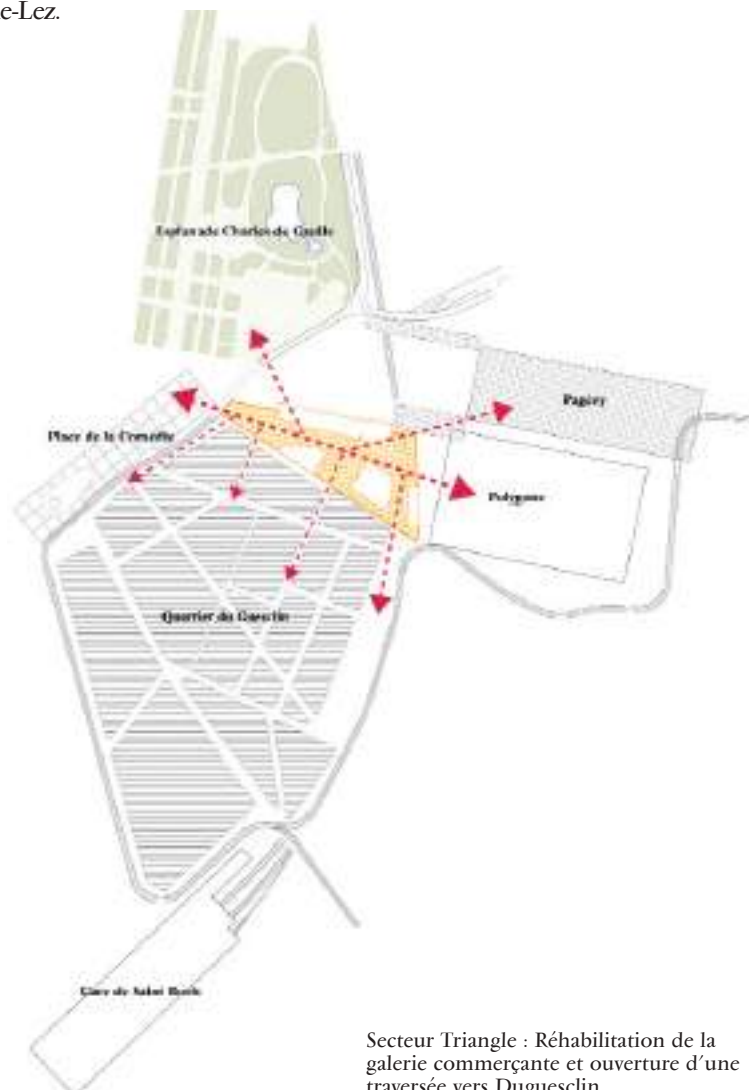 e-Lez.
Esplanade Charles de Gaulle
Pagézy
Place de la Comédie
Polygone
Quartier du
Gare de Saint Roch
Secteur Triangle : Réhabilitation de la
galerie commerçante et ouverture d'une
traversée vers Duguesclin